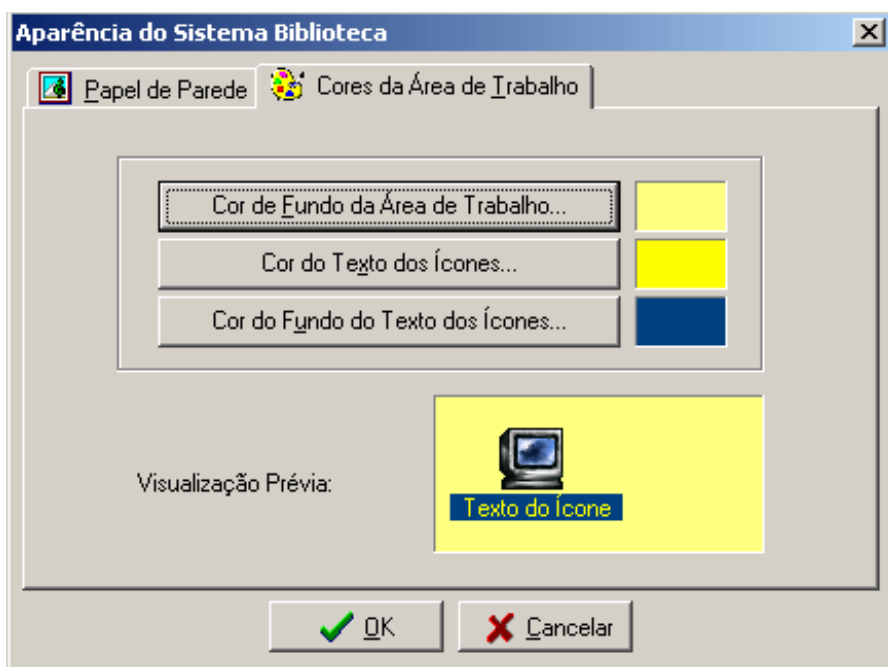 Aparência do Sistema Biblioteca
Papel de Parede
Cores da Área de Trabalho
Cor de Fundo da Área de Trabalho...
Cor do Texto dos Ícones...
Cor do Fundo do Texto dos Ícones...
Visualização Prévia:
Texto do Ícone
OK
Cancelar